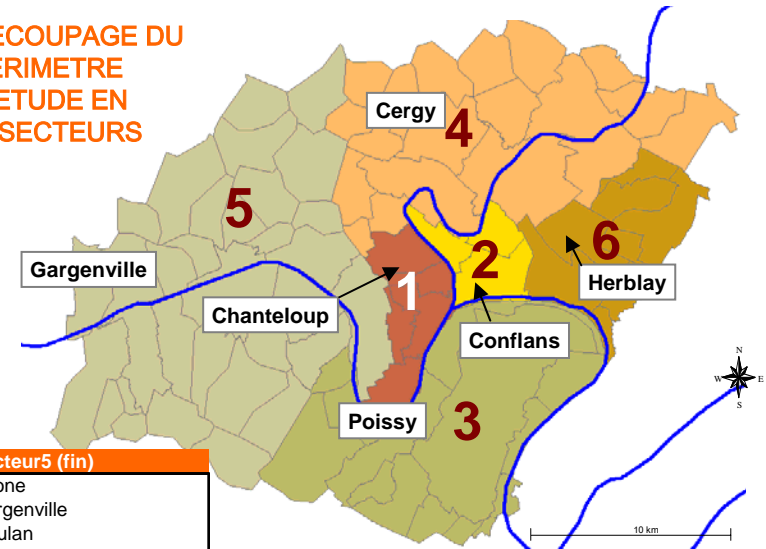 ECOUPAGE DU
ERIMETRE
ETUDE EN
SECTEURS
Cergy
4
5
6
2
Gargenville
Herblay
1
Chanteloup
Conflans
N
W
E
S
Poissy
3
cteur5 (fin)
one
rgenville
ulan
10 km